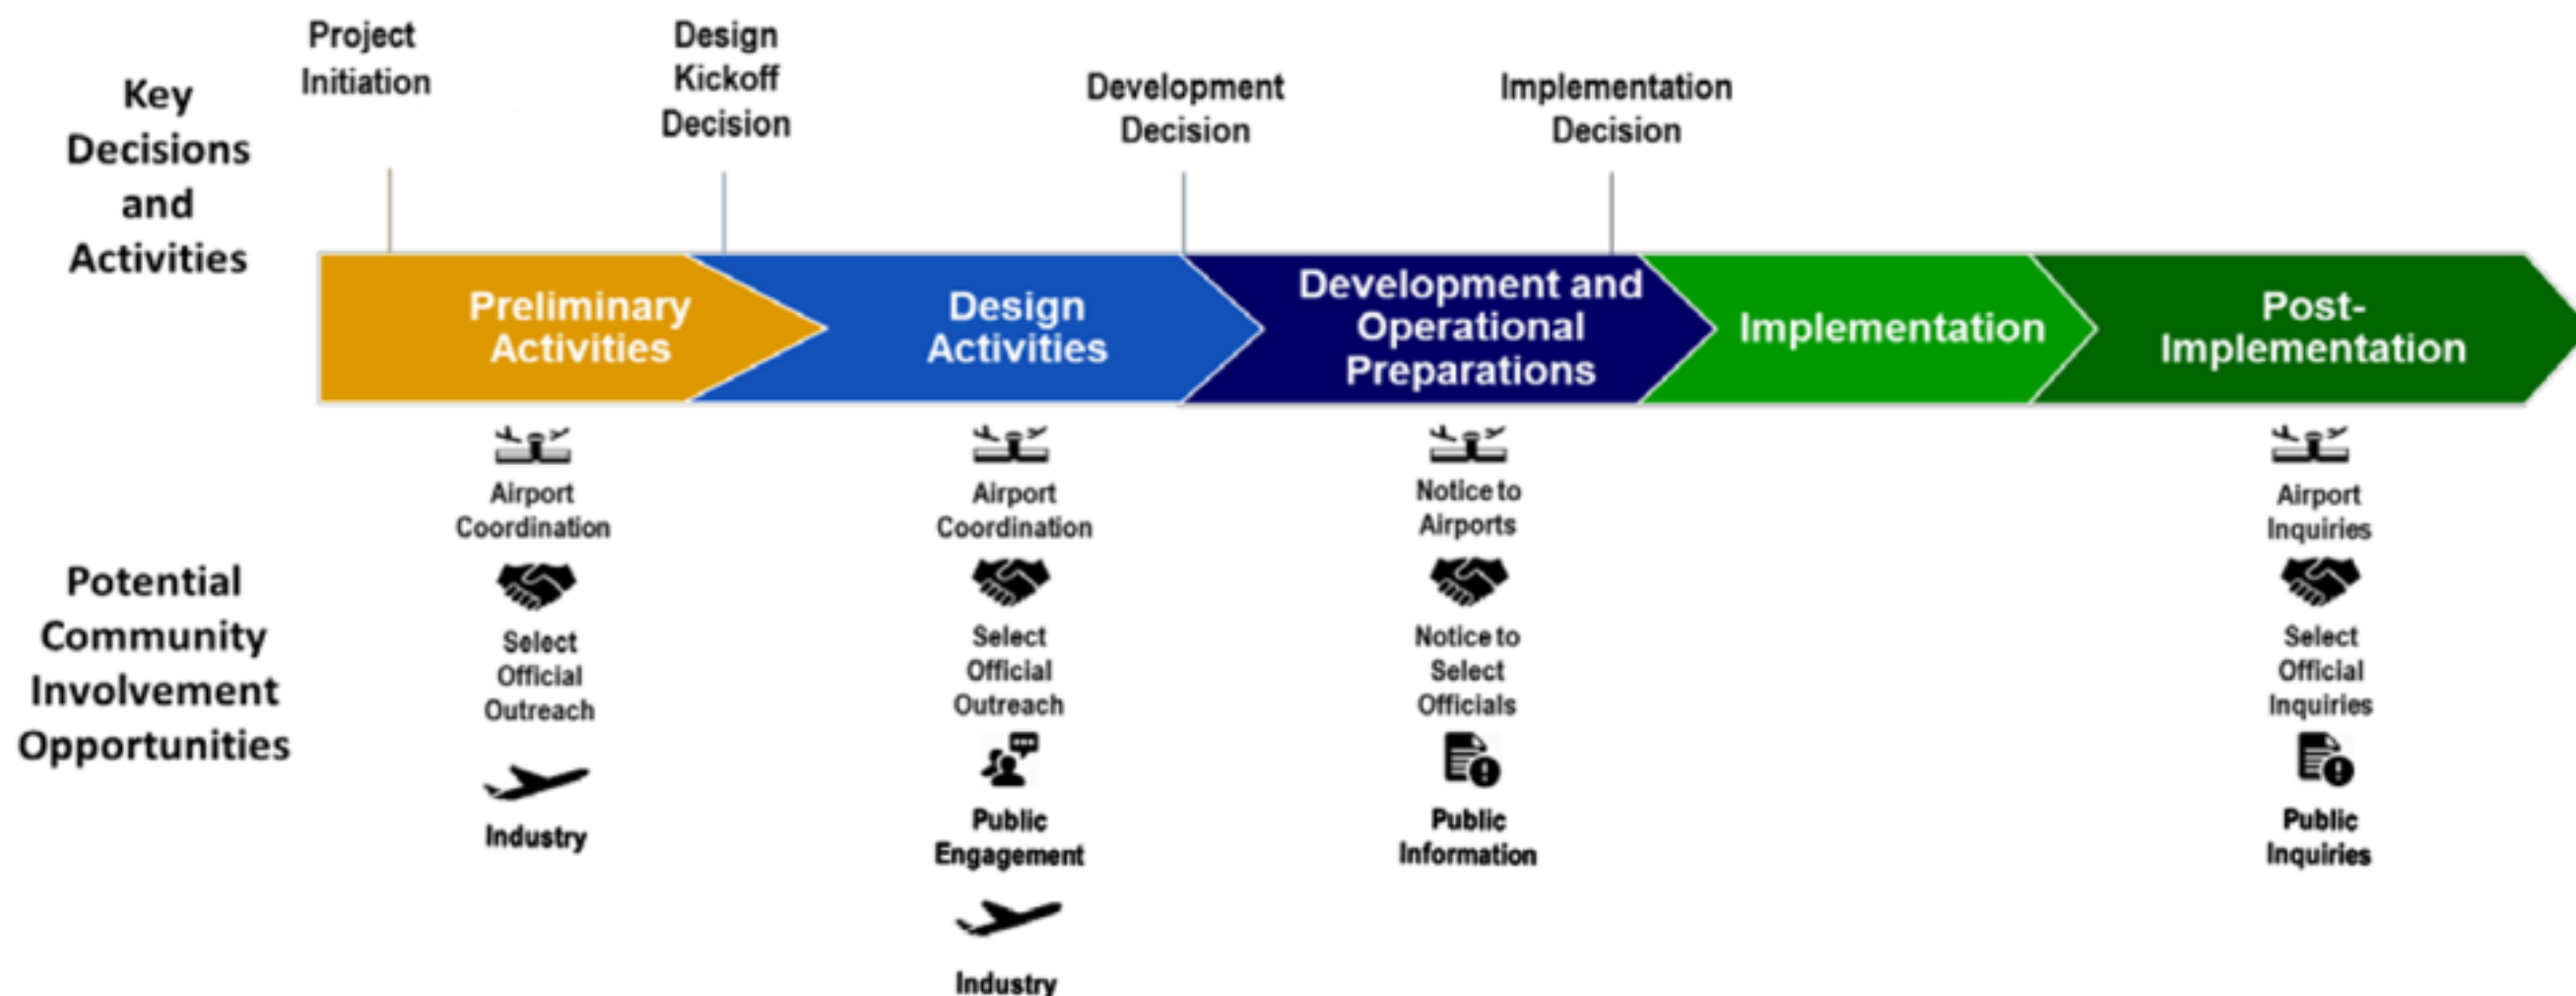 Key
Decisions
and
Activities
Project
Initiation
Design
Kickoff
Decision
Development
Decision
Implementation
Decision
Preliminary
Activities
Design
Activities
Development and
Operational
Preparations
Implementation
Post-
Implementation
Potential
Community
Involvement
Opportunities
Airport
Coordination
Select
Official
Outreach
Industry
Airport
Coordination
Select
Official
Outreach
Public
Engagement
Industry
Notice to
Airports
Notice to
Select
Officials
Public
Information
Airport
Inquiries
Select
Official
Inquiries
Public
Inquiries